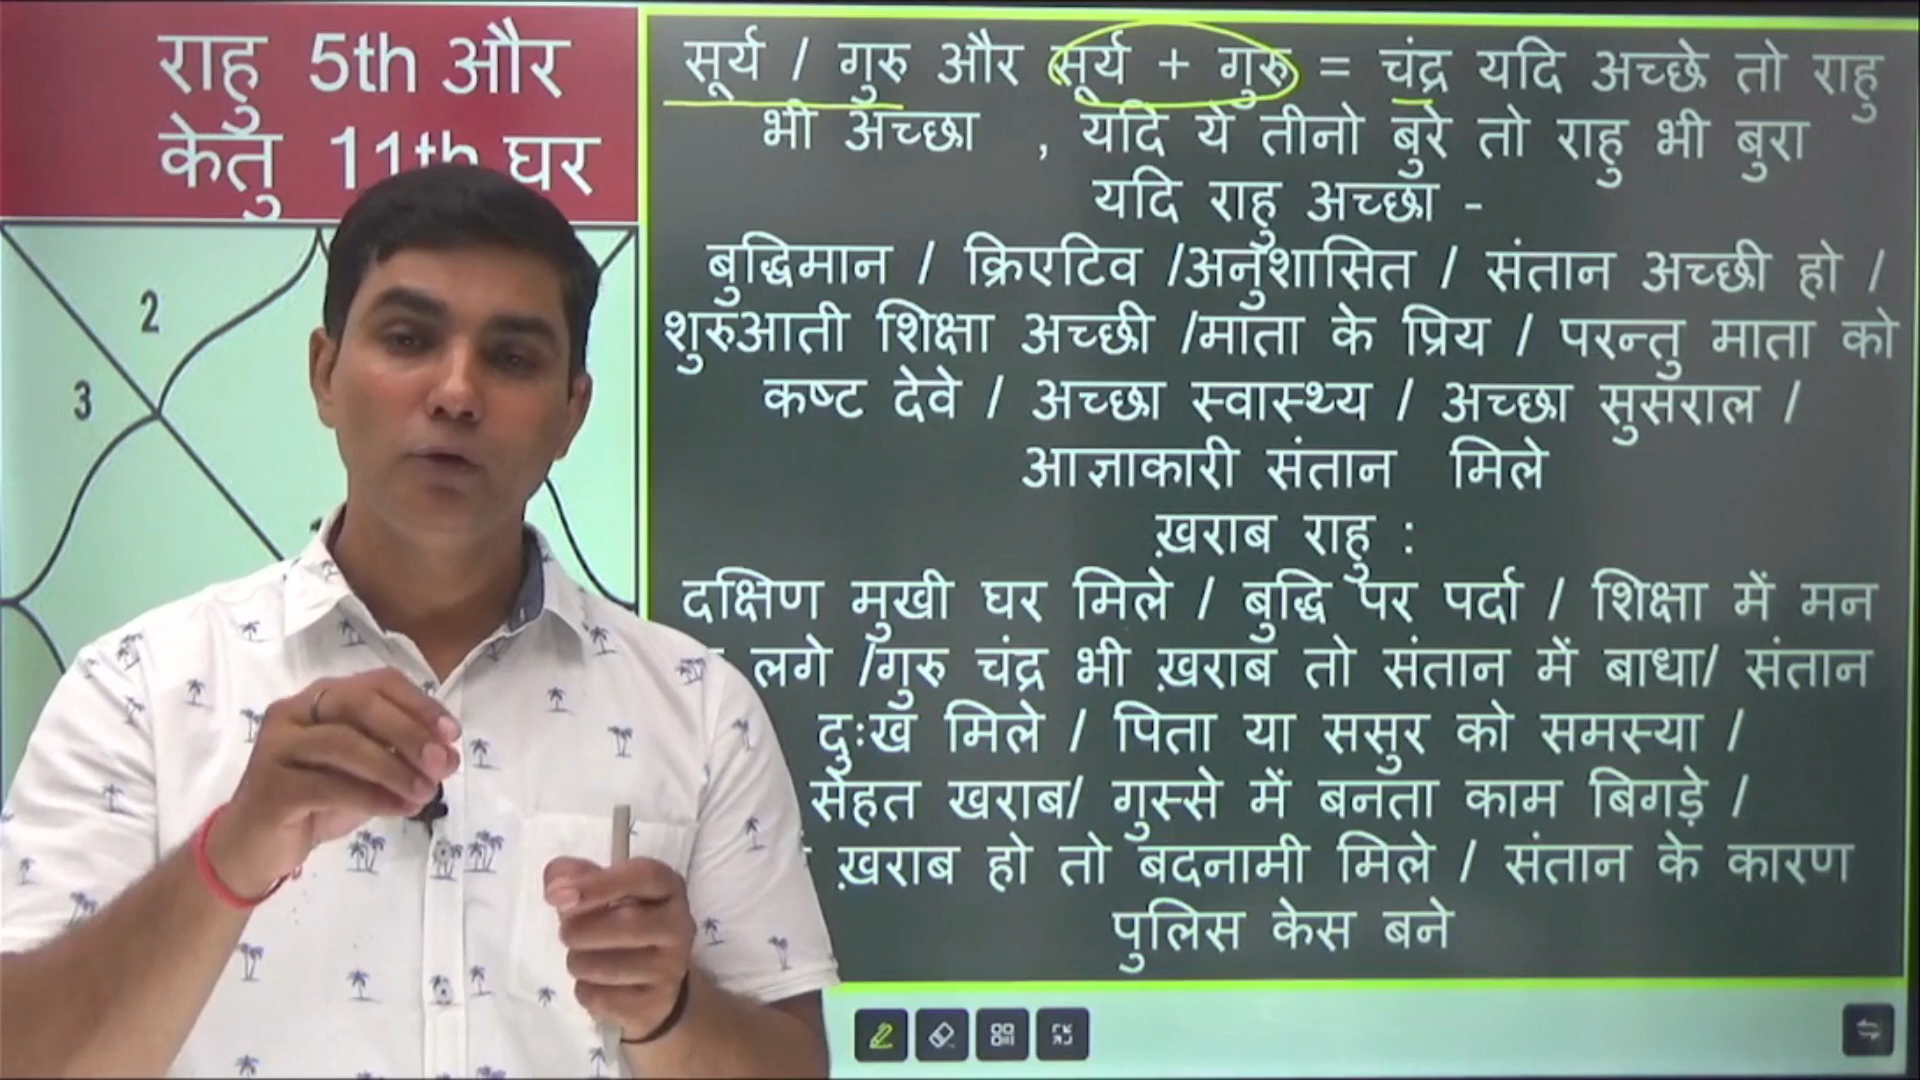 राहु 5th और
केतु 11th घर
2
3
सूर्य / गुरु और सूर्य + गुरु = चंद्र यदि अच्छे तो राहु
भी अच्छा , यदि ये तीनो बुरे तो राहु भी बुरा
यदि राहु अच्छा -
बुद्धिमान / क्रिएटिव /अनुशासित / संतान अच्छी हो /
शुरुआती शिक्षा अच्छी /माता के प्रिय / परन्तु माता को
कष्ट देवे / अच्छा स्वास्थ्य / अच्छा सुसराल /
आज्ञाकारी संतान मिले
ख़राब राहु :
दक्षिण मुखी घर मिले / बुद्धि पर पर्दा / शिक्षा में मन
लगे /गुरु चंद्र भी ख़राब तो संतान में बाधा/ संतान
दुःख मिले / पिता या ससुर को समस्या /
सेहत खराब/ गुस्से में बनता काम बिगड़े /
ख़राब हो तो बदनामी मिले / संतान के कारण
पुलिस केस बने